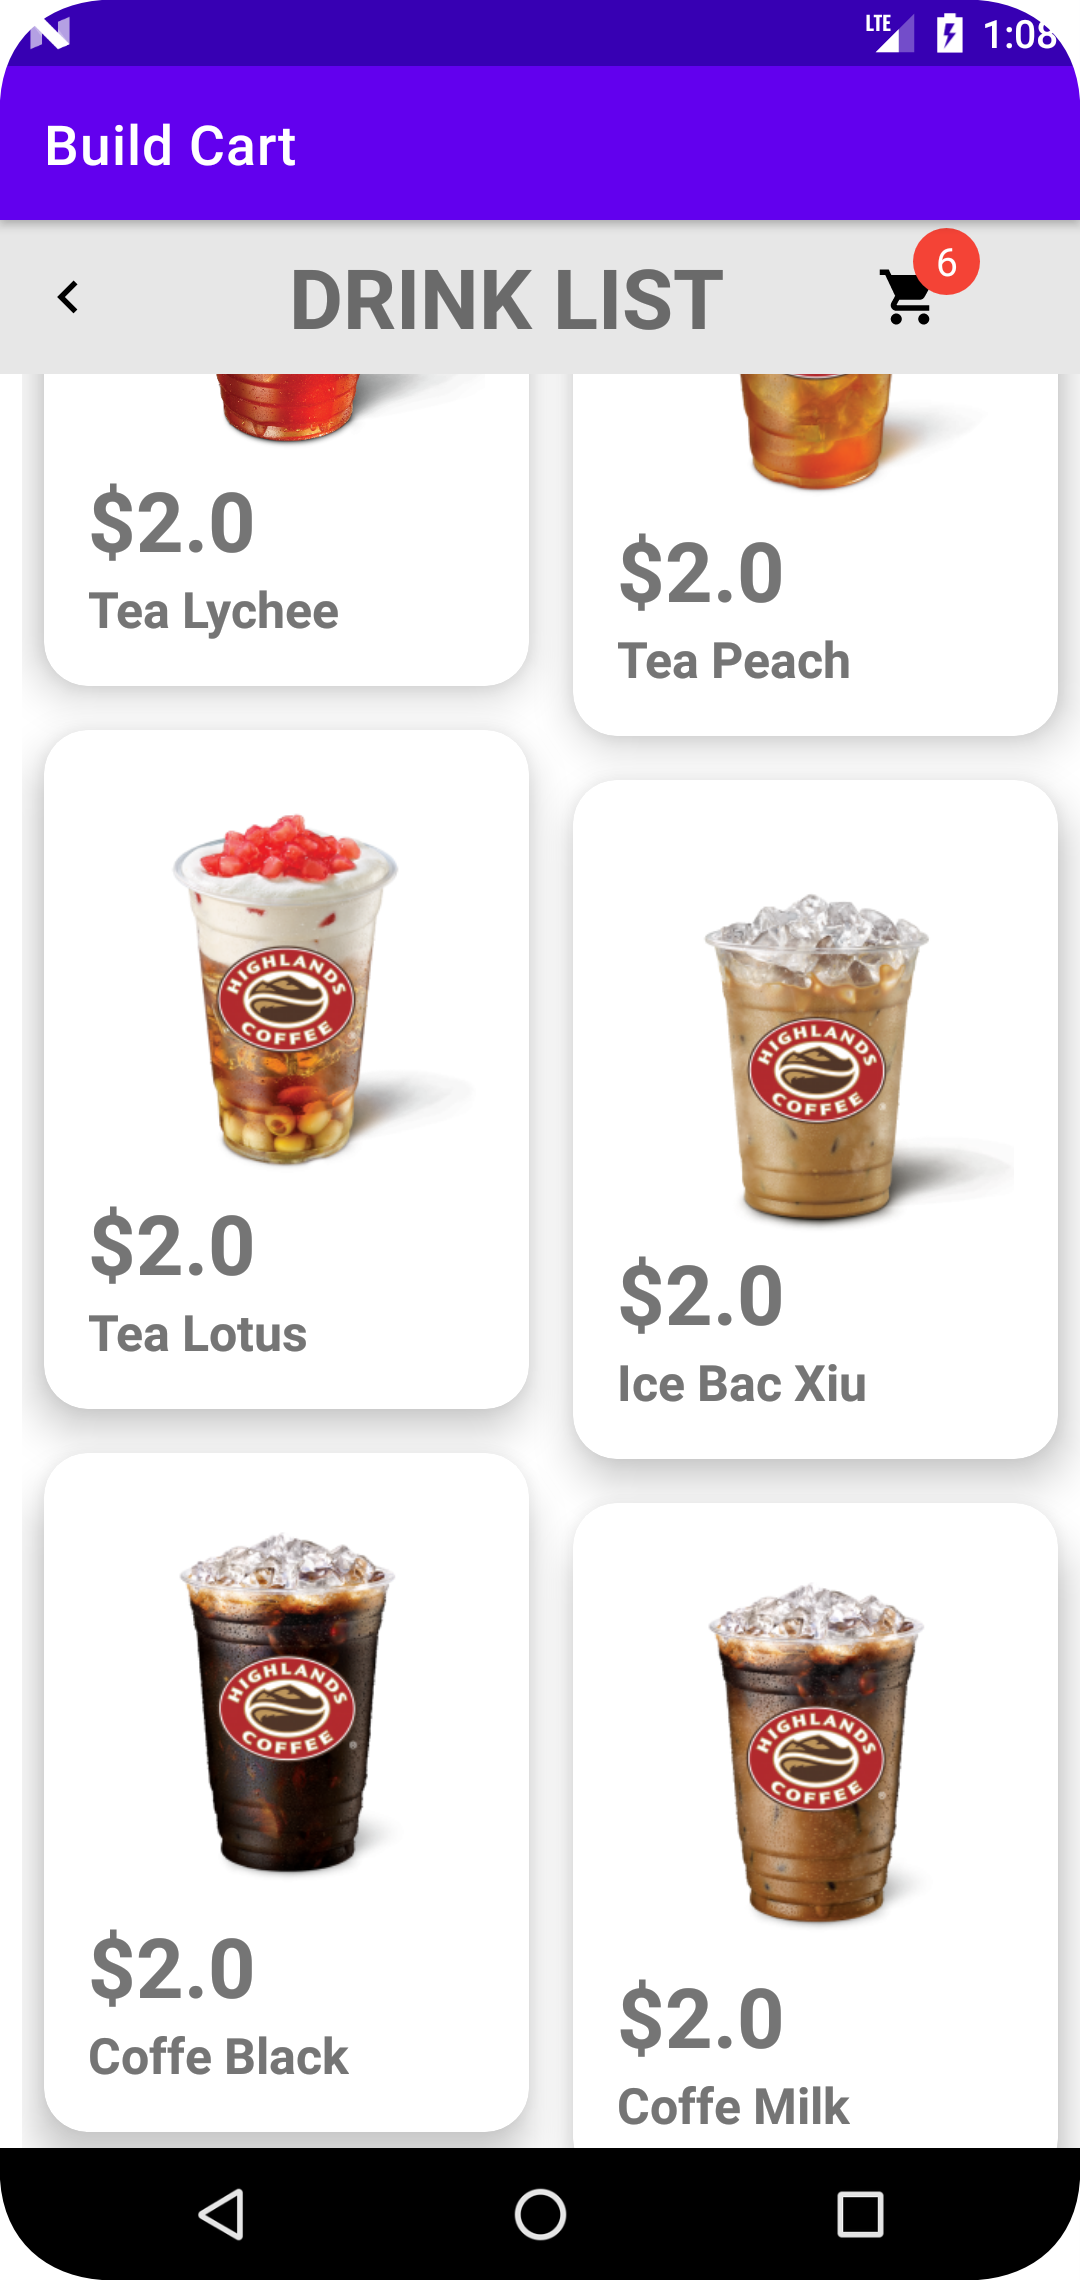 LTE 1:08
Build Cart
DRINK LIST
6
$2.0
Tea Lychee
$2.0
Tea Peach
HIGHLANDS
COFFEE
$2.0
Tea Lotus
HIGHLANDS
COFFEE
$2.0
Ice Bac Xiu
HIGHLANDS
COFFEE
$2.0
Coffe Black
HIGHLANDS
COFFEE
$2.0
Coffe Milk